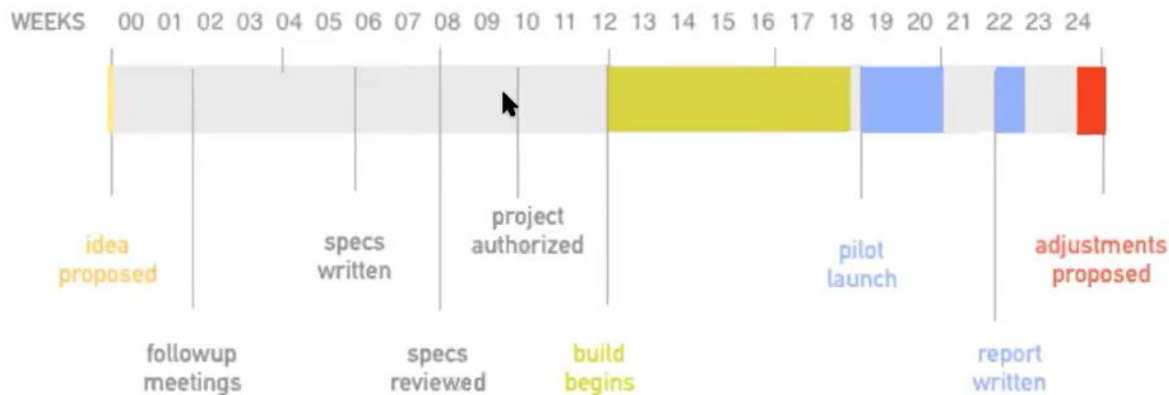 WEEKS 00 01 02 03 04 05 06 07 08 09 10 11 12 13 14 15 16 17 18 19 20 21 22 23 24
project
authorized
idea
proposed
specs
written
pilot
launch
adjustments
proposed
followup
meetings
specs
reviewed
build
begins
report
written